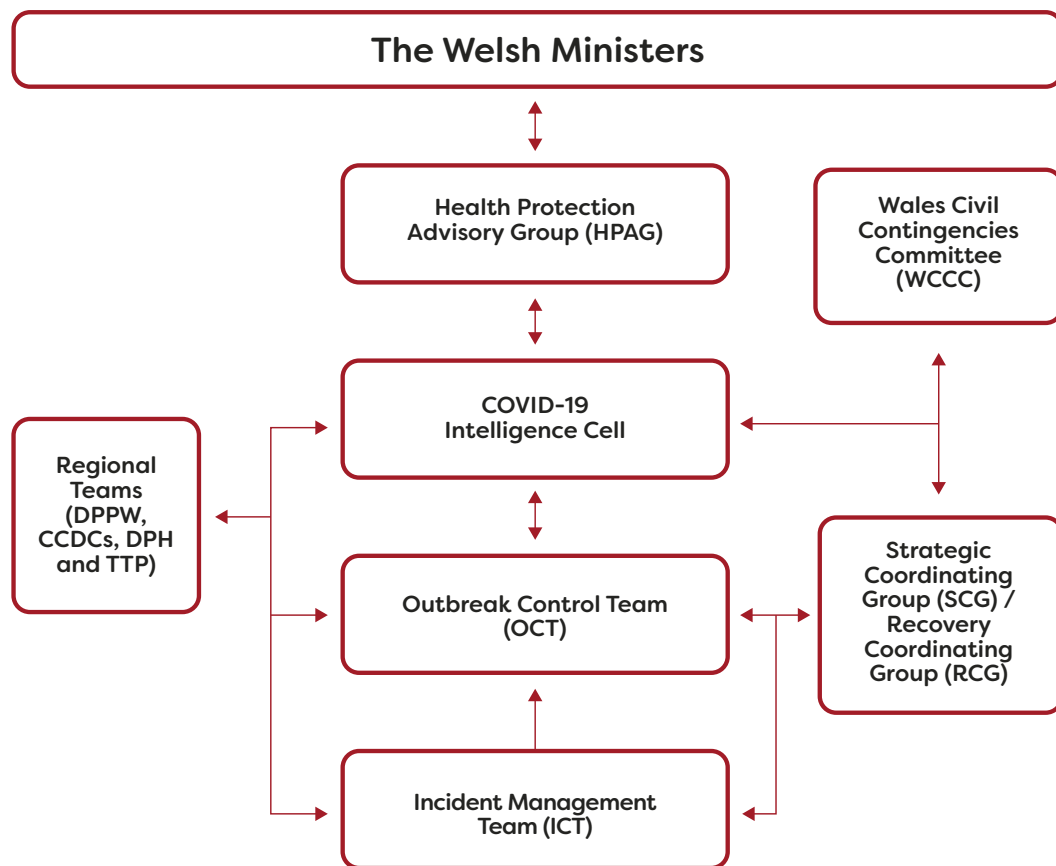 The Welsh Ministers
Health Protection
Advisory Group (HPAG)
Wales Civil
Contingencies
Committee
(WCCC)
COVID-19
Intelligence Cell
Regional
Teams
(DPPW,
CCDCs, DPH
and TTP)
Outbreak Control Team
(OCT)
Strategic
Coordinating
Group (SCG) /
Recovery
Coordinating
Group (RCG)
Incident Management
Team (ICT)